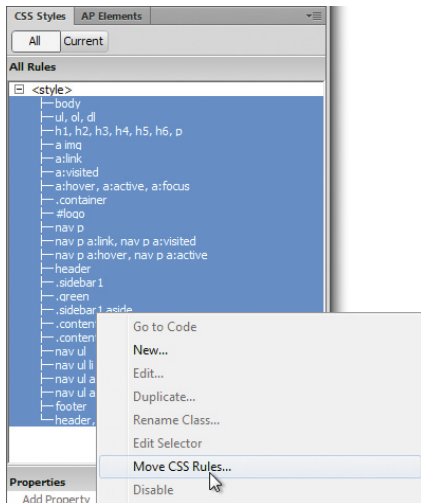 CSS Styles AP Elements
All Current
All Rules
<style>
body
ul, ol, dl
h1, h2, h3, h4, h5, h6, p
a img
a:link
a:visited
a:hover, a:active, a:focus
.container
#logo
nav p
nav p a:link, nav p a:visited
nav p a:hover, nav p a:active
header
.sidebar1
.green
.sidebar1 aside
.conten
.conten
nav ul
nav ul li
nav ul a
nav ul a
footer
header,
Go to Code
New...
Edit...
Duplicate...
Rename Class...
Edit Selector
Move CSS Rules...
Disable
Properties
Add Property